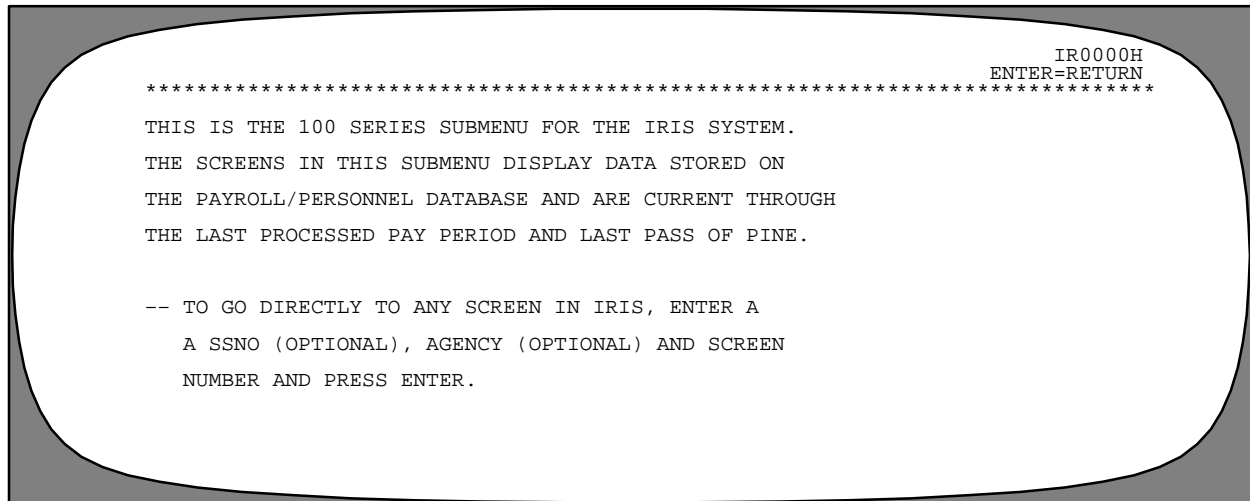 IR0000H
ENTER=RETURN
*******************************************************************************
THIS IS THE 100 SERIES SUBMENU FOR THE IRIS SYSTEM.
THE SCREENS IN THIS SUBMENU DISPLAY DATA STORED ON
THE PAYROLL/PERSONNEL DATABASE AND ARE CURRENT THROUGH
THE LAST PROCESSED PAY PERIOD AND LAST PASS OF PINE.
-- TO GO DIRECTLY TO ANY SCREEN IN IRIS, ENTER A
A SSNO (OPTIONAL), AGENCY (OPTIONAL) AND SCREEN
NUMBER AND PRESS ENTER.